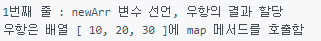 1번째 줄 : newArr 변수 선언, 우항의 결과 할당
우항은 배열 [ 10, 20, 30 ]에 map 메서드를 호출함